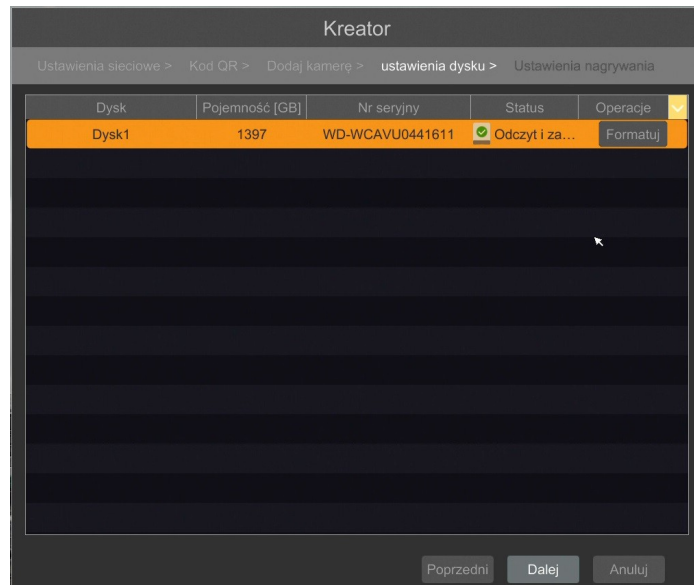 Kreator
Ustawienia sieciowe > Kod QR > Dodaj kamerę > ustawienia dysku > Ustawienia nagrywania
Dysk Pojemność [GB] Nr seryjny Status Operacje
Dysk1 1397 WD-WCAVU0441611 Odczyt i za... Formatuj
Poprzedni Dalej Anuluj